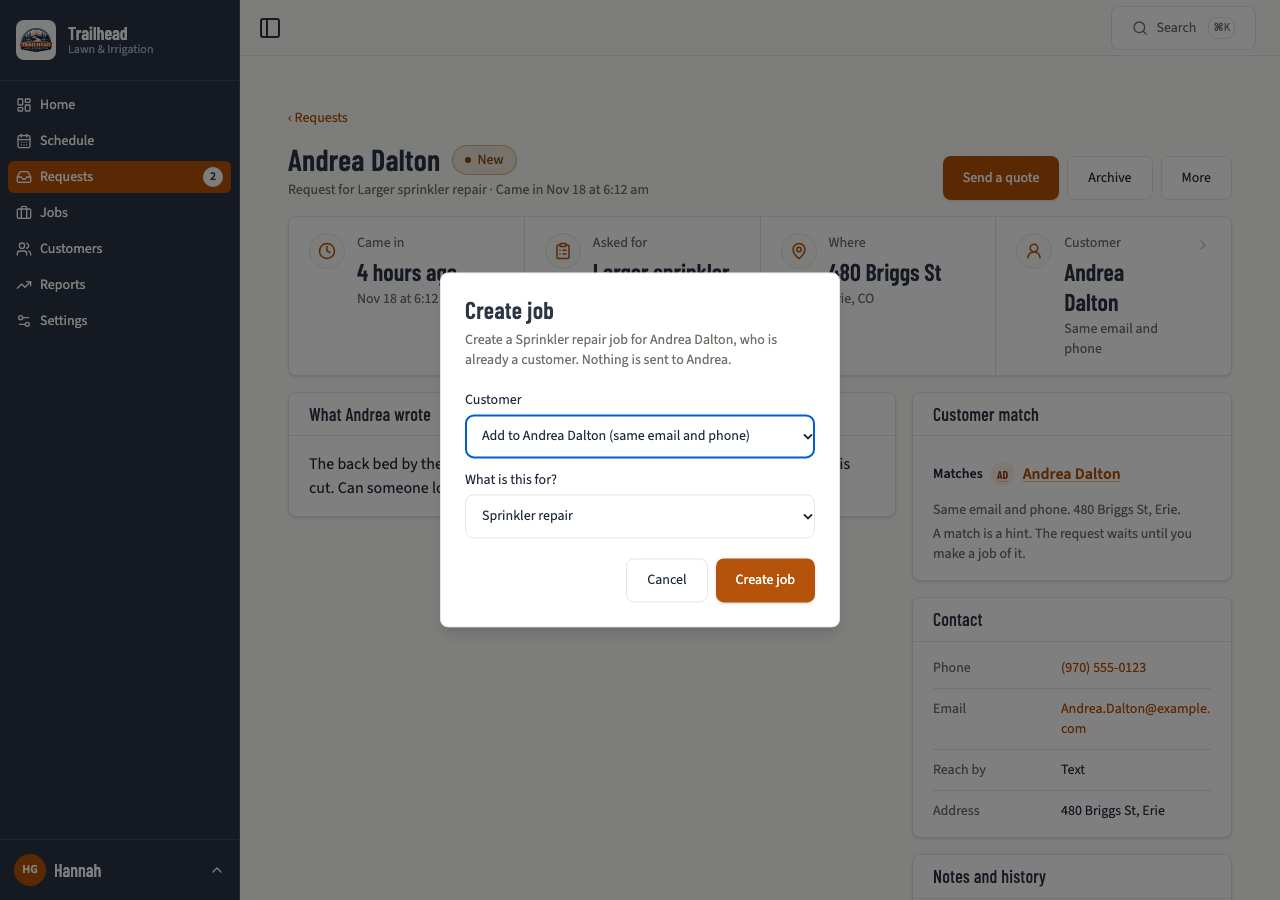 Trailhead
Lawn & Irrigation
Home
Schedule
Requests 2
Jobs
Customers
Reports
Settings
HG Hannah
Search ⌘K
‹ Requests
Andrea Dalton • New
Request for Larger sprinkler repair · Came in Nov 18 at 6:12 am
Send a quote Archive More
Came in
4 hours ago
Nov 18 at 6:12
Asked for
Larger sprinkler
Where
480 Briggs St
Erie, CO
Customer
Andrea
Dalton
Same email and
phone
What Andrea wrote
The back bed by the is
cut. Can someone
Create job
Create a Sprinkler repair job for Andrea Dalton, who is
already a customer. Nothing is sent to Andrea.
Customer
Add to Andrea Dalton (same email and phone)
What is this for?
Sprinkler repair
Cancel Create job
Customer match
Matches AD Andrea Dalton
Same email and phone. 480 Briggs St, Erie.
A match is a hint. The request waits until you
make a job of it.
Contact
Phone (970) 555-0123
Email Andrea.Dalton@example.
com
Reach by Text
Address 480 Briggs St, Erie
Notes and history